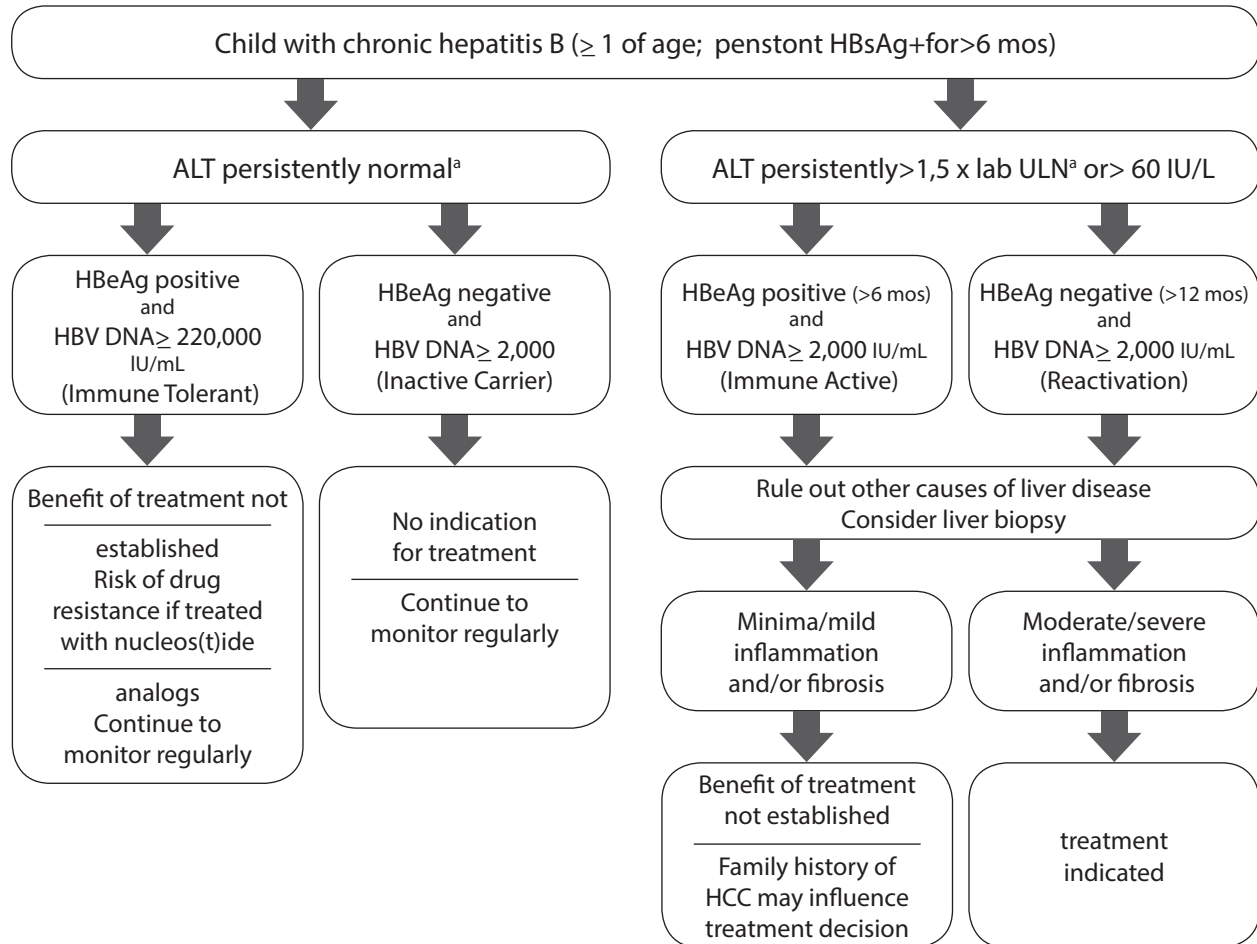 Child with chronic hepatitis B (≥ 1 of age; penstont HBsAg+for>6 mos)
ALT persistently normalᵃ
ALT persistently>1,5 x lab ULNᵃ or> 60 IU/L
HBeAg positive
and
HBV DNA≥ 220,000
IU/mL
(Immune Tolerant)
HBeAg negative
and
HBV DNA≥ 2,000
(Inactive Carrier)
HBeAg positive (>6 mos)
and
HBV DNA≥ 2,000 IU/mL
(Immune Active)
HBeAg negative (>12 mos)
and
HBV DNA≥ 2,000 IU/mL
(Reactivation)
Benefit of treatment not
established
Risk of drug
resistance if treated
with nucleos(t)ide
analogs
Continue to
monitor regularly
No indication
for treatment
Continue to
monitor regularly
Rule out other causes of liver disease
Consider liver biopsy
Minima/mild
inflammation
and/or fibrosis
Moderate/severe
inflammation
and/or fibrosis
Benefit of treatment
not established
Family history of
HCC may influence
treatment decision
treatment
indicated